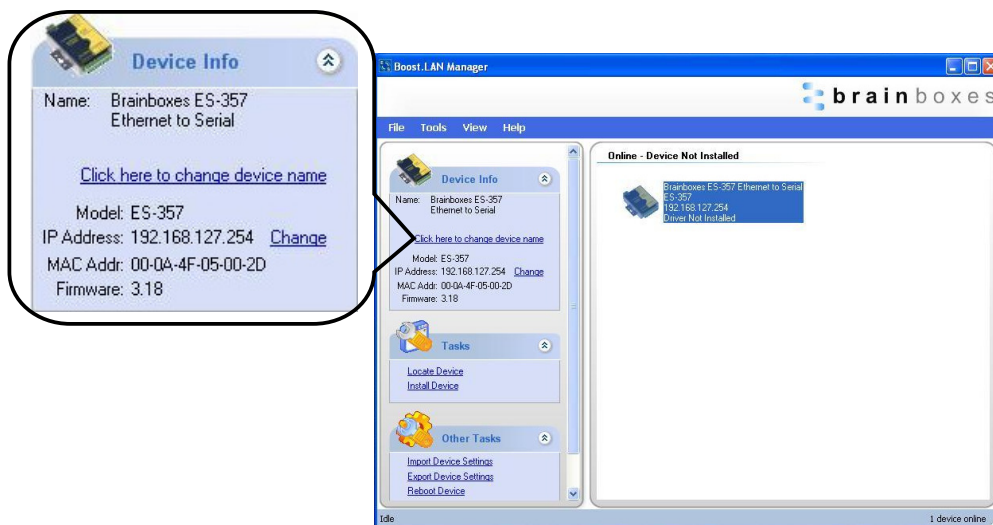 Device Info
Name: Brainboxes ES-357
Ethernet to Serial
Click here to change device name
Model: ES-357
IP Address: 192.168.127.254 Change
MAC Addr: 00-0A-4F-05-00-2D
Firmware: 3.18
Boost.LAN Manager
brainboxes
File Tools View Help
Device Info
Name: Brainboxes ES-357
Ethernet to Serial
Click here to change device name
Model: ES-357
IP Address: 192.168.127.254 Change
MAC Addr: 00-0A-4F-05-00-2D
Firmware: 3.18
Tasks
Locate Device
Install Device
Other Tasks
Import Device Settings
Export Device Settings
Reboot Device
Online - Device Not Installed
Brainboxes ES-357 Ethernet to Serial
ES-357
192.168.127.254
Driver Not Installed
Idle
1 device online